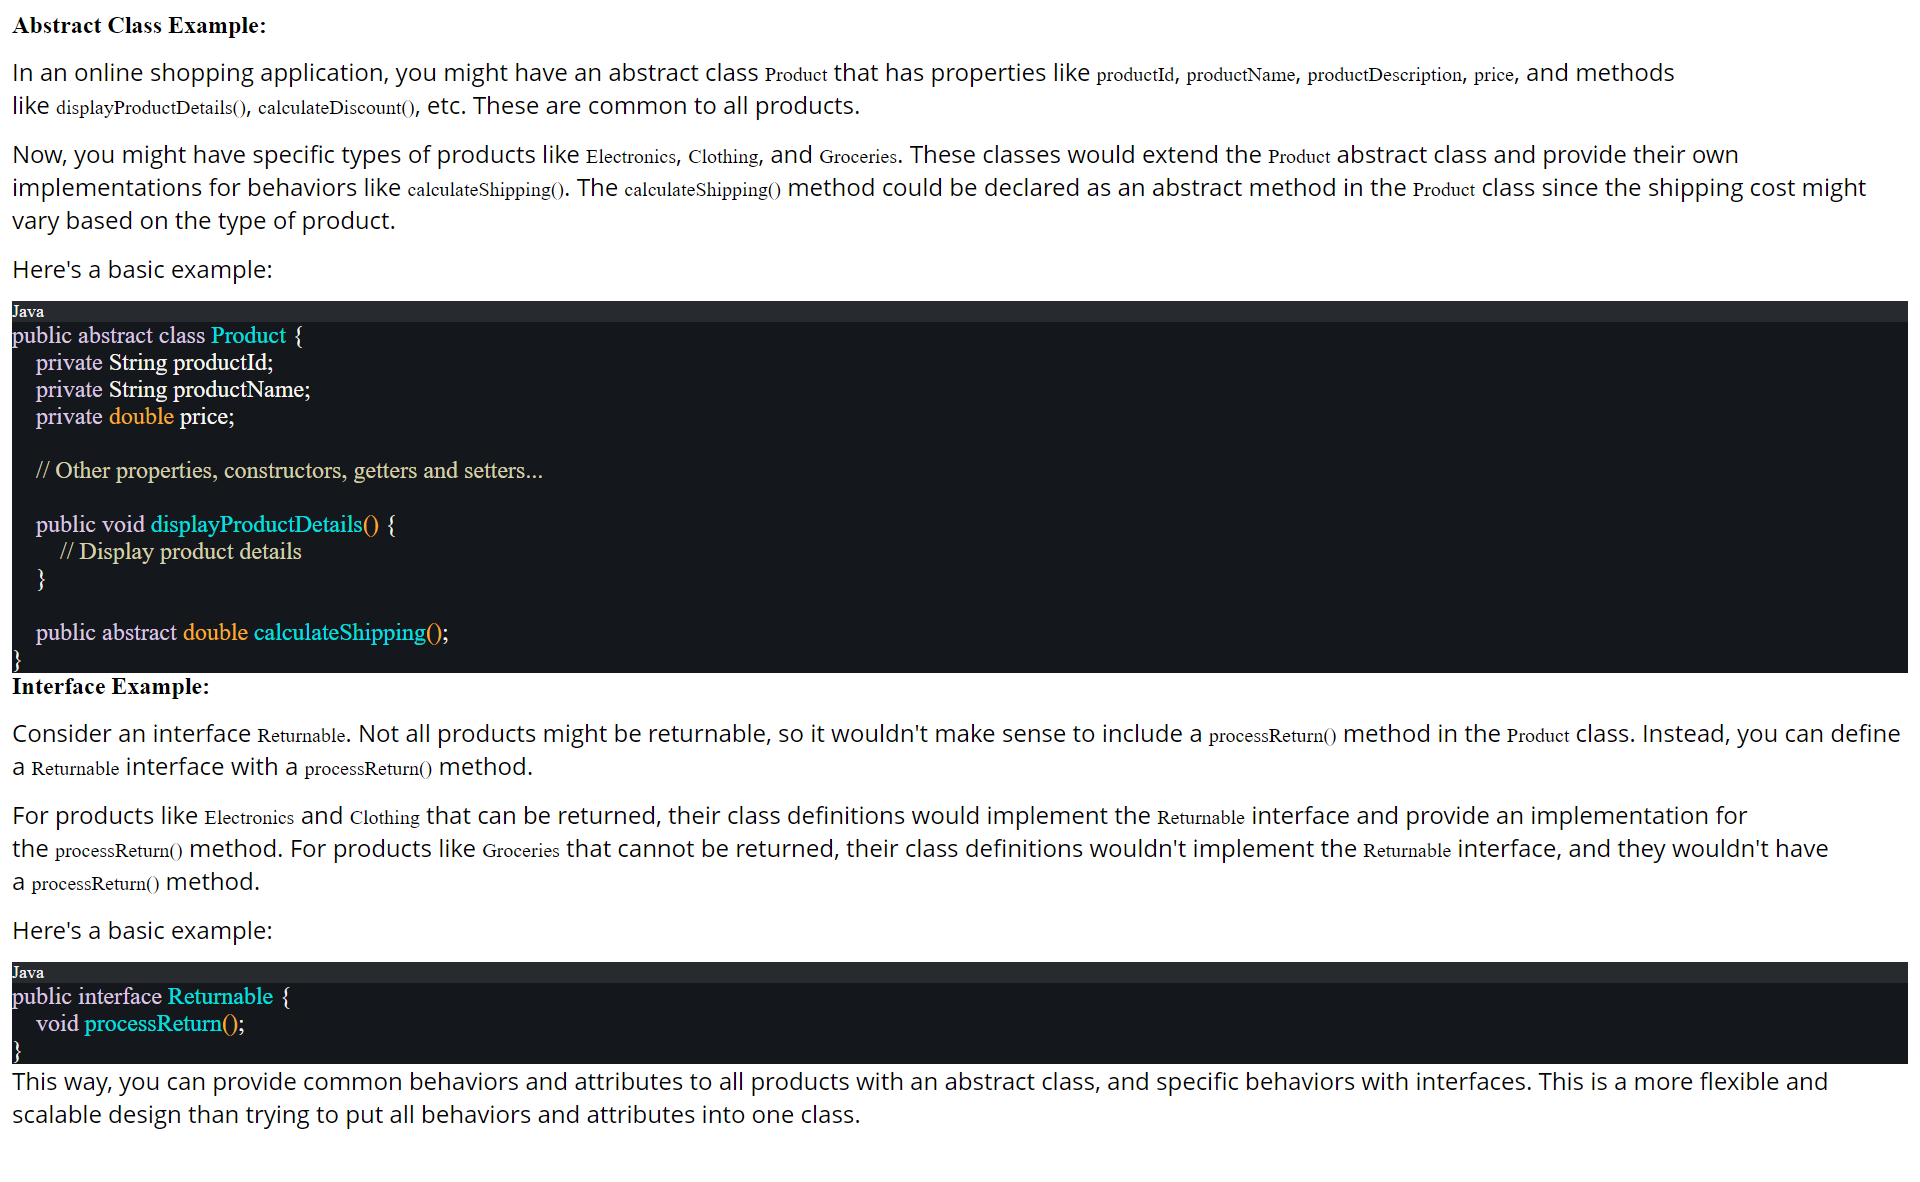 Abstract Class Example:
In an online shopping application, you might have an abstract class Product that has properties like productId, productName, productDescription, price, and methods
like displayProductDetails(), calculateDiscount(), etc. These are common to all products.
Now, you might have specific types of products like Electronics, Clothing, and Groceries. These classes would extend the Product abstract class and provide their own
implementations for behaviors like calculateShipping(). The calculateShipping() method could be declared as an abstract method in the Product class since the shipping cost might
vary based on the type of product.
Here's a basic example:
Java
public abstract class Product {
    private String productId;
    private String productName;
    private double price;
    // Other properties, constructors, getters and setters...
    public void displayProductDetails() {
        // Display product details
    }
    public abstract double calculateShipping();
}
Interface Example:
Consider an interface Returnable. Not all products might be returnable, so it wouldn't make sense to include a processReturn() method in the Product class. Instead, you can define
a Returnable interface with a processReturn() method.
For products like Electronics and Clothing that can be returned, their class definitions would implement the Returnable interface and provide an implementation for
the processReturn() method. For products like Groceries that cannot be returned, their class definitions wouldn't implement the Returnable interface, and they wouldn't have
a processReturn() method.
Here's a basic example:
Java
public interface Returnable {
    void processReturn();
}
This way, you can provide common behaviors and attributes to all products with an abstract class, and specific behaviors with interfaces. This is a more flexible and
scalable design than trying to put all behaviors and attributes into one class.